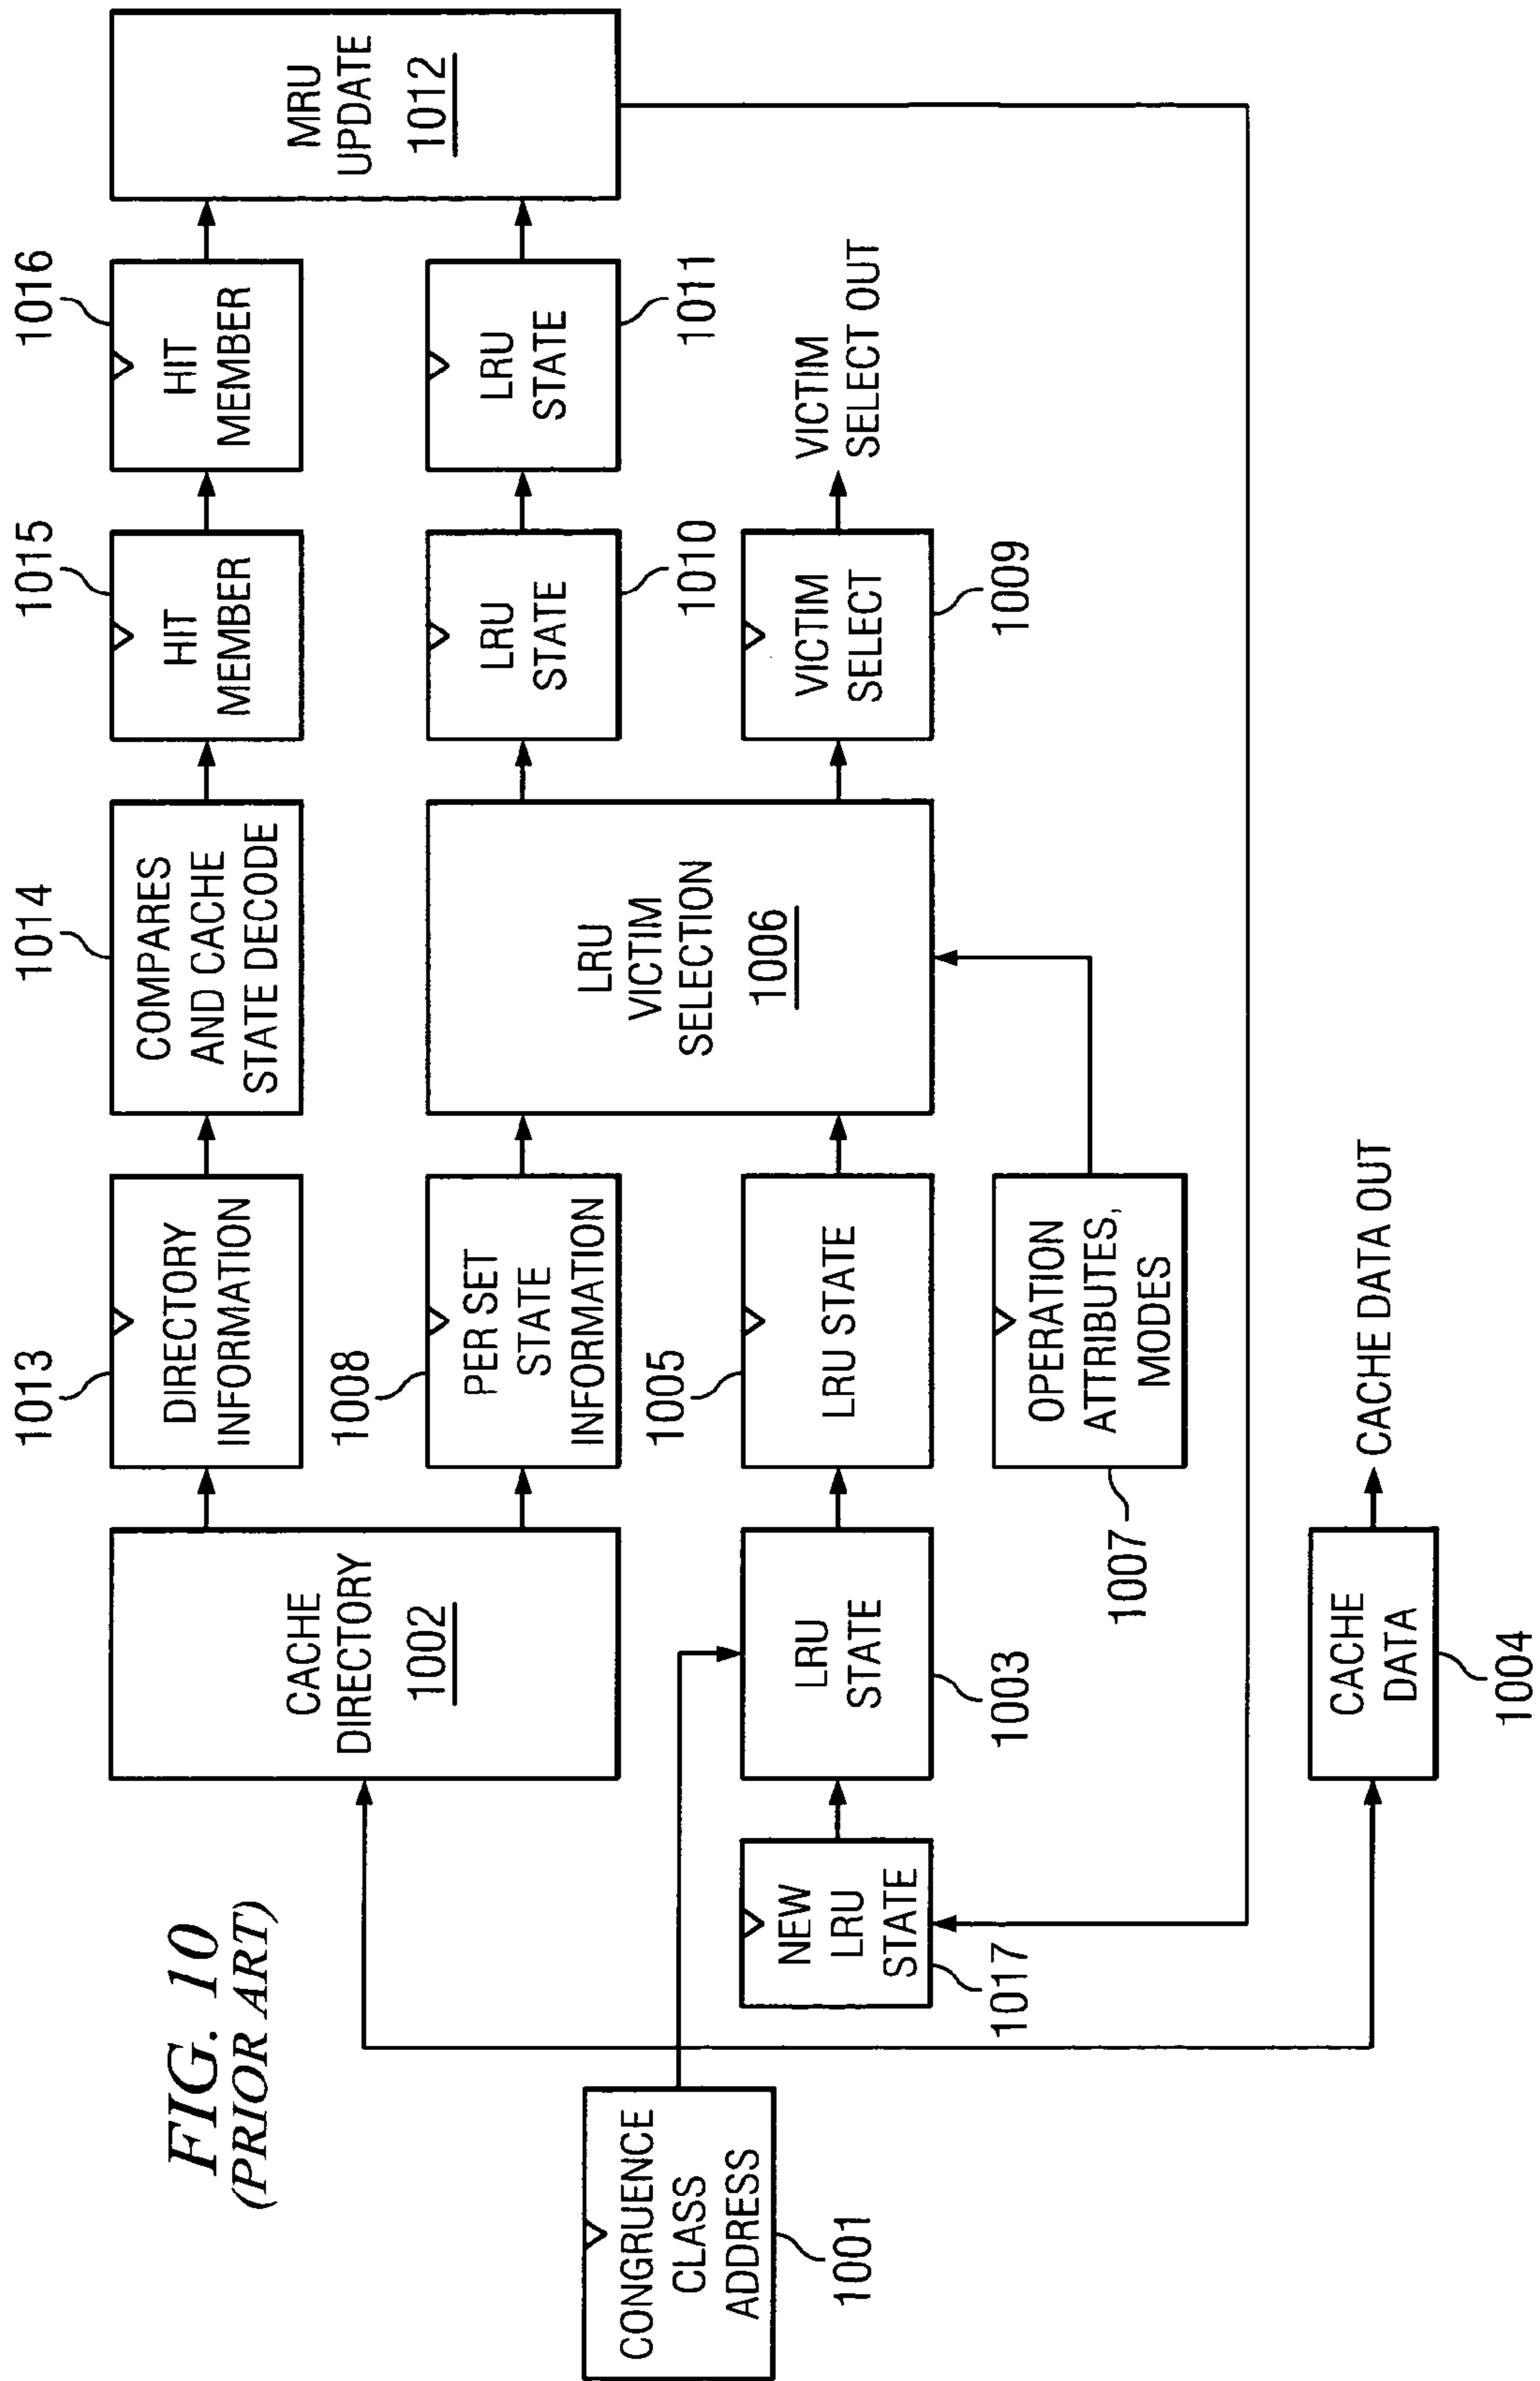 FIG. 10
(PRIOR ART)
CONGRUENCE
CLASS
ADDRESS
1001
CACHE
DIRECTORY
1002
NEW
LRU
STATE
1017
LRU
STATE
1003
CACHE
DATA
1004
CACHE DATA OUT
1013
DIRECTORY
INFORMATION
1008
PER SET
STATE
INFORMATION
1005
LRU STATE
OPERATION
ATTRIBUTES,
MODES
1007
1014
COMPARES
AND CACHE
STATE DECODE
LRU
VICTIM
SELECTION
1006
1015
HIT
MEMBER
LRU
STATE
1010
VICTIM
SELECT
1009
VICTIM
SELECT OUT
1016
HIT
MEMBER
LRU
STATE
1011
MRU
UPDATE
1012